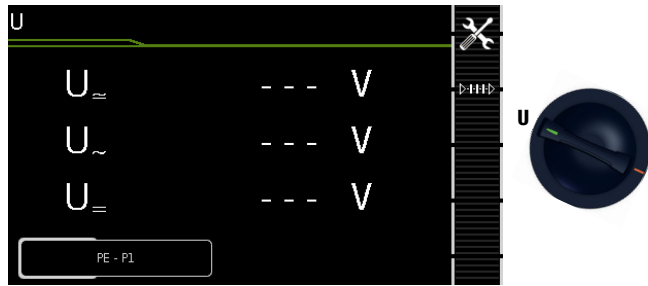 U
U≃ --- V
U~ --- V
U= --- V
PE - P1
U